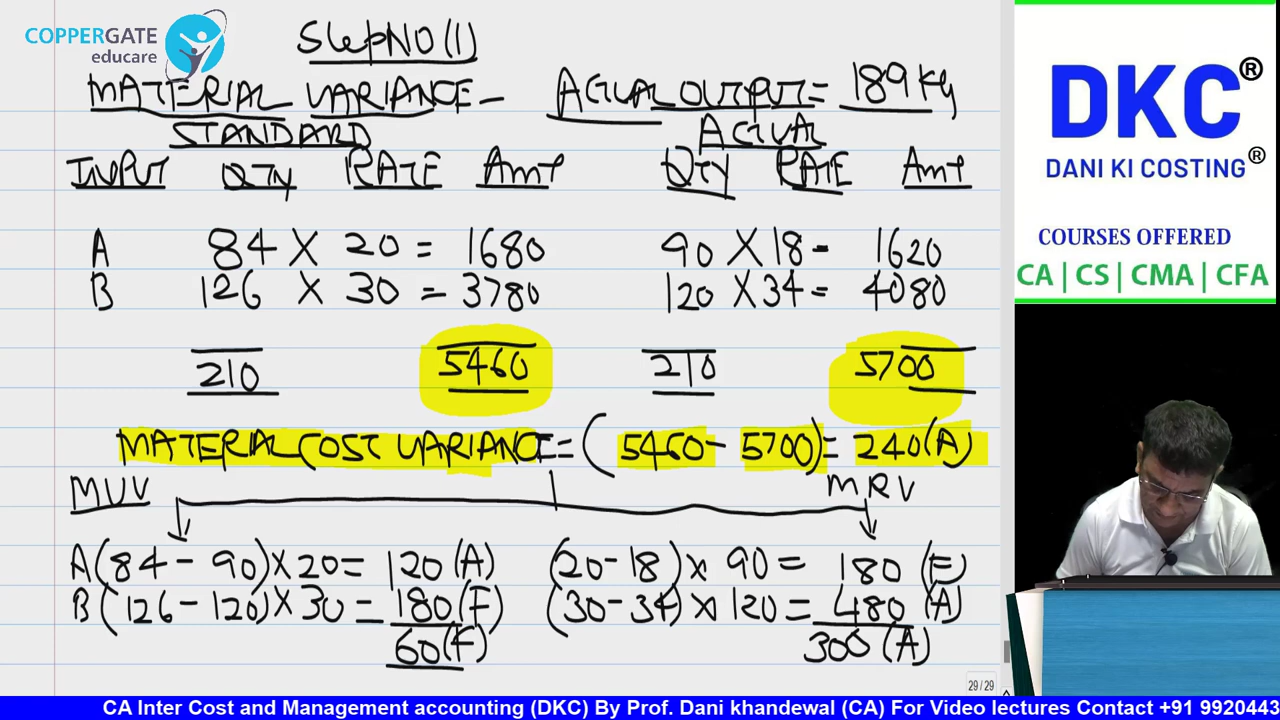 COPPERGATE
educare
Step NO (1)
MATERIAL VARIANCE - ACTUAL OUTPUT = 189 Kg
STANDARD ACTUAL
INPUT QTY RATE Amt QTY RATE Amt
A 84 X 20 = 1680 90 X 18 = 1620
B 126 X 30 = 3780 120 X 34 = 4080
210 5460 210 5700
MATERIAL COST VARIANCE = (5460 - 5700) = 240 (A)
MUV MRV
A (84 - 90) x 20 = 120 (A) (20 - 18) x 90 = 180 (F)
B (126 - 120) x 30 = 180 (F) (30 - 34) x 120 = 480 (A)
60 (F) 300 (A)
29 / 29
DKC®
DANI KI COSTING®
COURSES OFFERED
CA | CS | CMA | CFA
CA Inter Cost and Management accounting (DKC) By Prof. Dani khandewal (CA) For Video lectures Contact +91 9920443